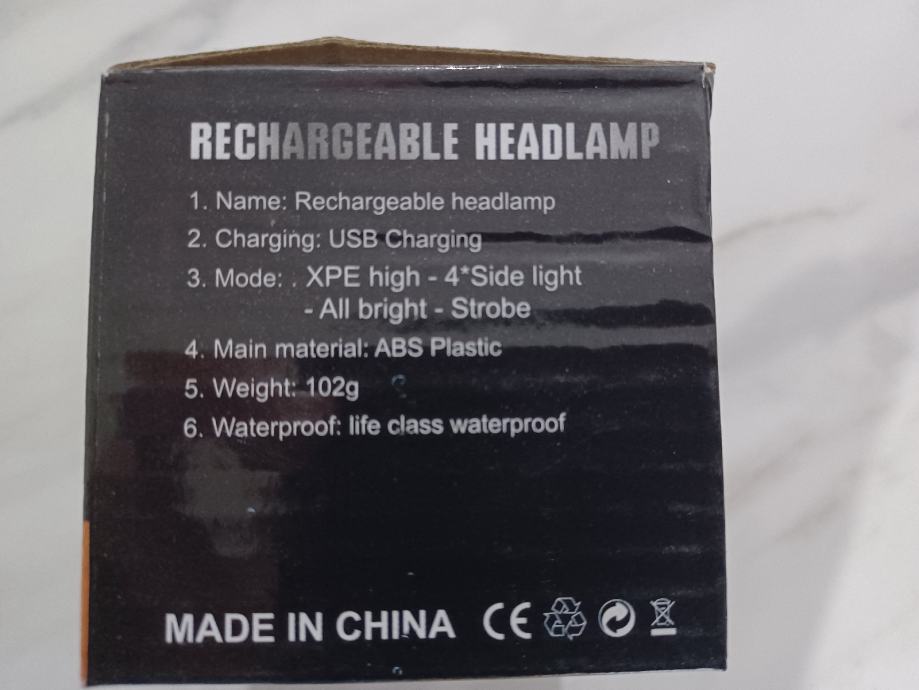 RECHARGEABLE HEADLAMP
1. Name: Rechargeable headlamp
2. Charging: USB Charging
3. Mode: . XPE high - 4*Side light
- All bright - Strobe
4. Main material: ABS Plastic
5. Weight: 102g
6. Waterproof: life class waterproof
MADE IN CHINA CE